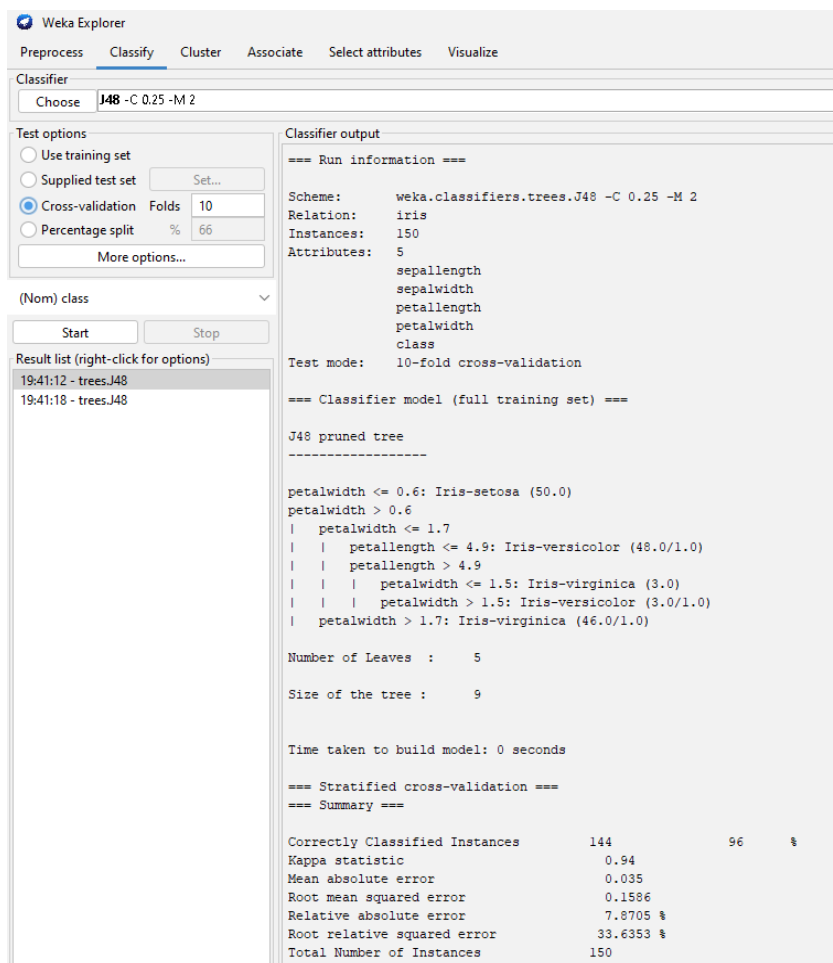 Weka Explorer
Preprocess Classify Cluster Associate Select attributes Visualize
Classifier
Choose J48 -C 0.25 -M 2
Test options
Use training set
Supplied test set Set...
Cross-validation Folds 10
Percentage split % 66
More options...
(Nom) class
Start Stop
Result list (right-click for options)
19:41:12 - trees.J48
19:41:18 - trees.J48
Classifier output
=== Run information ===
Scheme: weka.classifiers.trees.J48 -C 0.25 -M 2
Relation: iris
Instances: 150
Attributes: 5
sepallength
sepalwidth
petallength
petalwidth
class
Test mode: 10-fold cross-validation
=== Classifier model (full training set) ===
J48 pruned tree
------------------
petalwidth <= 0.6: Iris-setosa (50.0)
petalwidth > 0.6
| petalwidth <= 1.7
| | petallength <= 4.9: Iris-versicolor (48.0/1.0)
| | petallength > 4.9
| | | petalwidth <= 1.5: Iris-virginica (3.0)
| | | petalwidth > 1.5: Iris-versicolor (3.0/1.0)
| petalwidth > 1.7: Iris-virginica (46.0/1.0)
Number of Leaves : 5
Size of the tree : 9
Time taken to build model: 0 seconds
=== Stratified cross-validation ===
=== Summary ===
Correctly Classified Instances 144 96 %
Kappa statistic 0.94
Mean absolute error 0.035
Root mean squared error 0.1586
Relative absolute error 7.8705 %
Root relative squared error 33.6353 %
Total Number of Instances 150